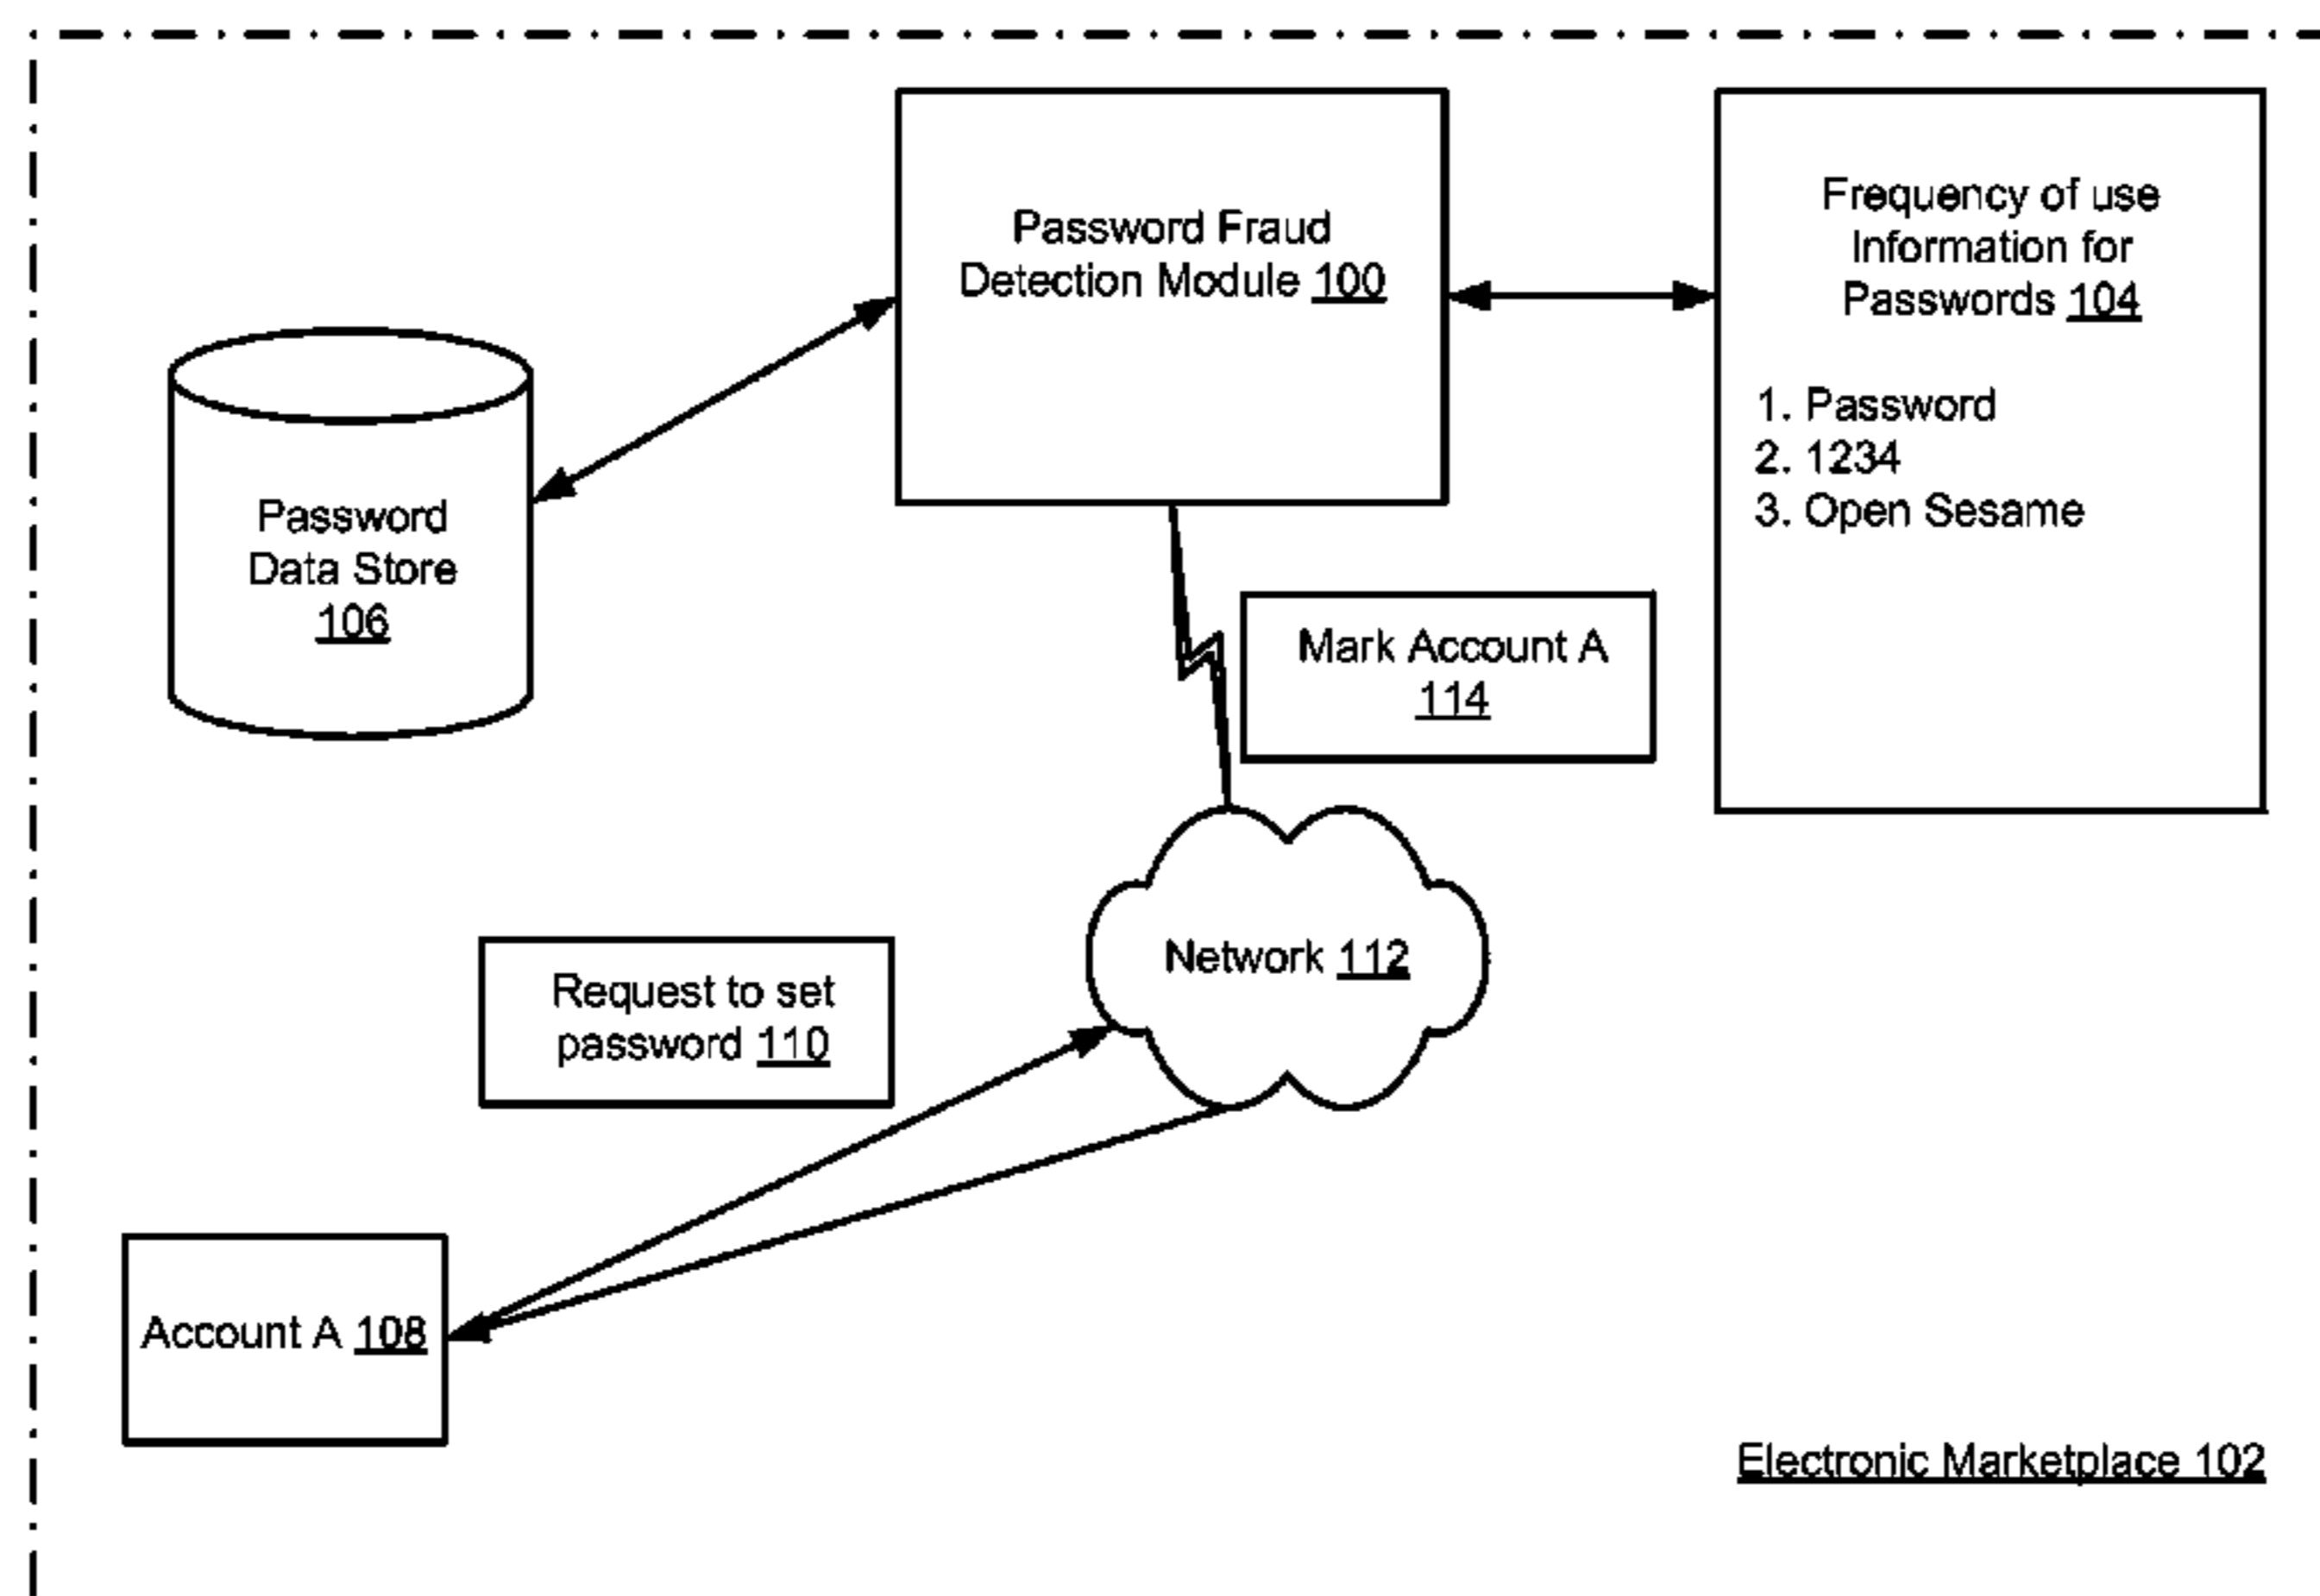 Password Fraud
Detection Module 100
Frequency of use
Information for
Passwords 104
1. Password
2. 1234
3. Open Sesame
Password
Data Store
106
Mark Account A
114
Network 112
Request to set
password 110
Account A 108
Electronic Marketplace 102